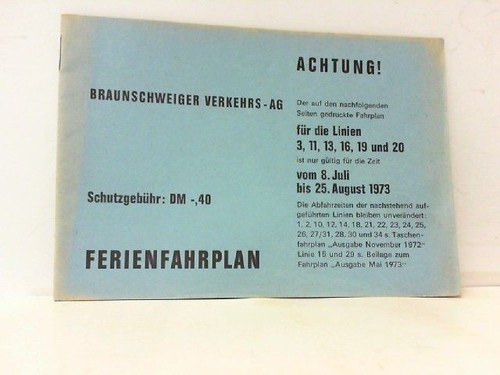 BRAUNSCHWEIGER VERKEHRS-AG
Schutzgebühr: DM -,40
FERIENFAHRPLAN
ACHTUNG!
Der auf den nachfolgenden
Seiten gedruckte Fahrplan
für die Linien
3, 11, 13, 16, 19 und 20
ist nur gültig für die Zeit
vom 8. Juli
bis 25. August 1973
Die Abfahrzeiten der nachstehend auf-
geführten Linien bleiben unverändert:
1, 2, 10, 12, 14, 18, 21, 22, 23, 24, 25,
26, 27/31, 28, 30 und 34 s. Taschen-
fahrplan „Ausgabe November 1972"
Linie 15 und 29 s. Beilage zum
Fahrplan „Ausgabe Mai 1973"